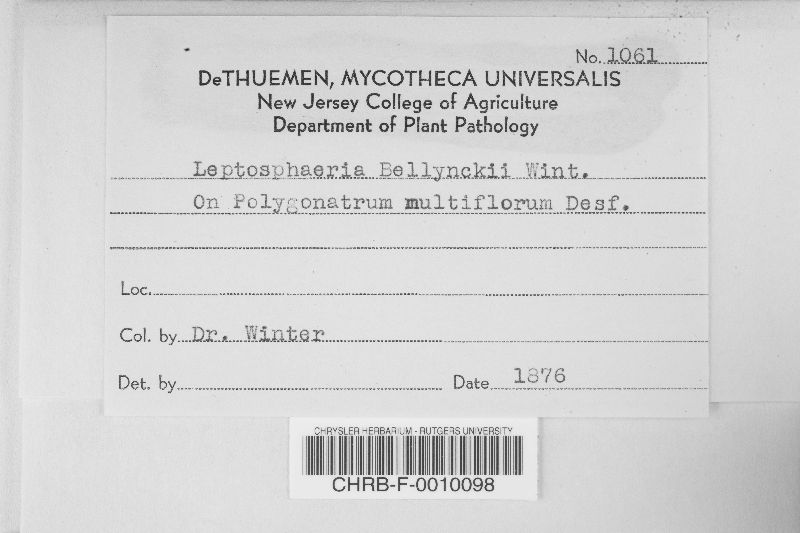 No. 1061
DeTHUEMEN, MYCOTHECA UNIVERSALIS
New Jersey College of Agriculture
Department of Plant Pathology
Leptosphaeria Bellynckii Wint.
On Polygonatrum multiflorum Desf.
Loc.
Col. by Dr. Winter
Det. by Date 1876
CHRYSLER HERBARIUM - RUTGERS UNIVERSITY
CHRB-F-0010098